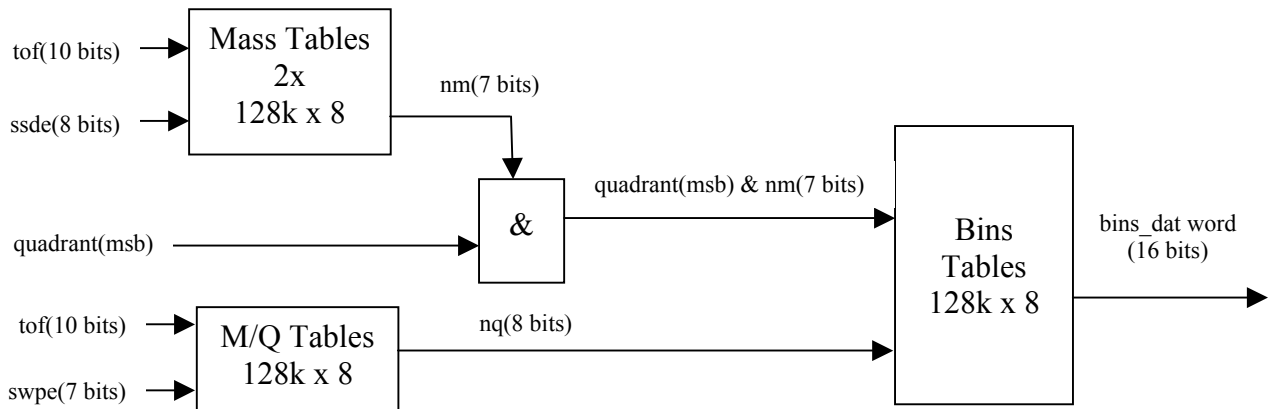 tof(10 bits)
ssde(8 bits)
Mass Tables
2x
128k x 8
nm(7 bits)
quadrant(msb)
&
quadrant(msb) & nm(7 bits)
tof(10 bits)
swpe(7 bits)
M/Q Tables
128k x 8
nq(8 bits)
Bins
Tables
128k x 8
bins_dat word
(16 bits)